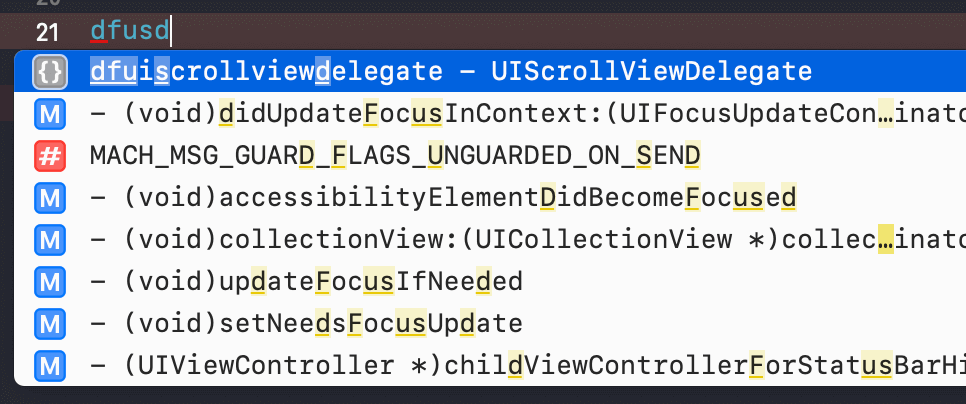 21 dfusd
{} dfuiscrollviewdelegate – UIScrollViewDelegate
M – (void)didUpdateFocusInContext:(UIFocusUpdateCon…inato
# MACH_MSG_GUARD_FLAGS_UNGUARDED_ON_SEND
M – (void)accessibilityElementDidBecomeFocused
M – (void)collectionView:(UICollectionView *)collec…inato
M – (void)updateFocusIfNeeded
M – (void)setNeedsFocusUpdate
M – (UIViewController *)childViewControllerForStatusBarHi